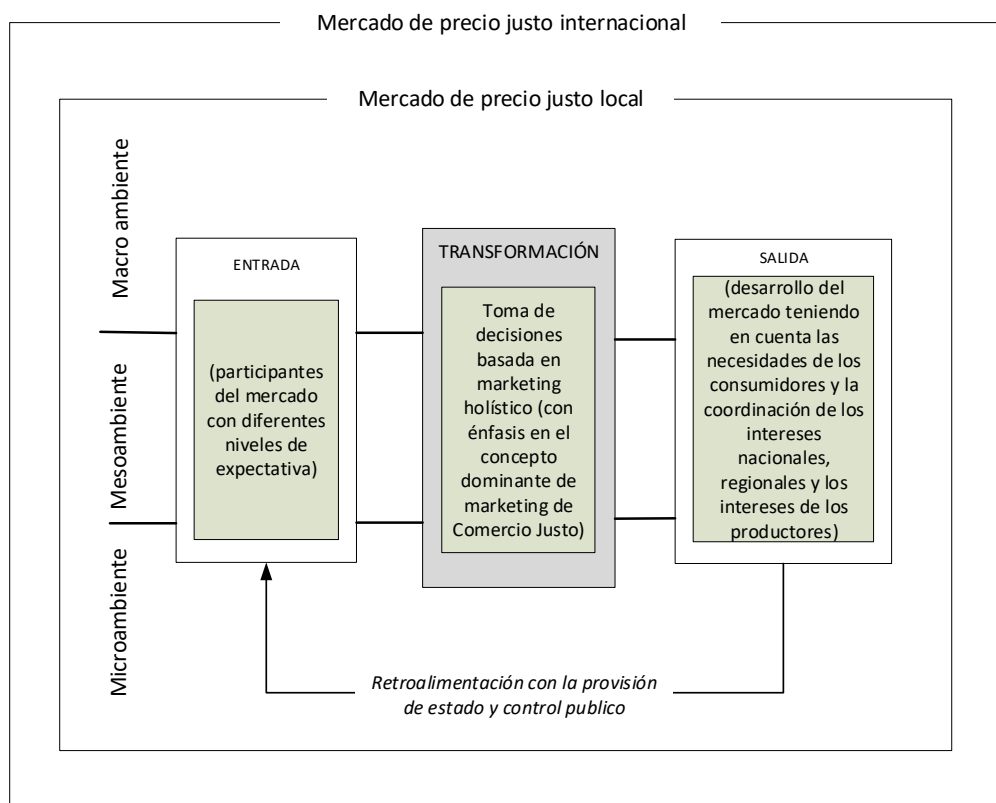 Mercado de precio justo internacional
Mercado de precio justo local
Macro ambiente
Mesoambiente
Microambiente
ENTRADA
(participantes
del mercado
con diferentes
niveles de
expectativa)
TRANSFORMACIÓN
Toma de
decisiones
basada en
marketing
holístico (con
énfasis en el
concepto
dominante de
marketing de
Comercio Justo)
SALIDA
(desarrollo del
mercado teniendo
en cuenta las
necesidades de los
consumidores y la
coordinación de los
intereses
nacionales,
regionales y los
intereses de los
productores)
Retroalimentación con la provisión
de estado y control publico